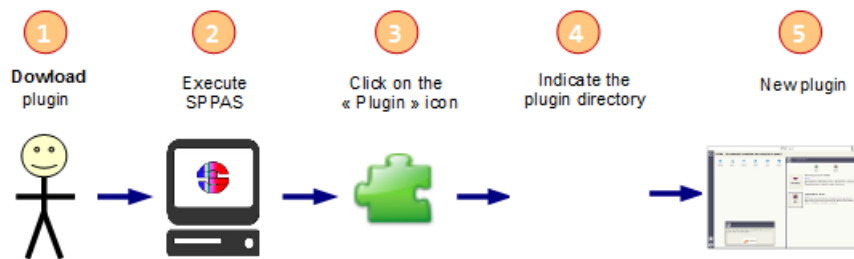 1
2
3
4
5
Dowload
plugin
Execute
SPPAS
Click on the
« Plugin » icon
Indicate the
plugin directory
New plugin